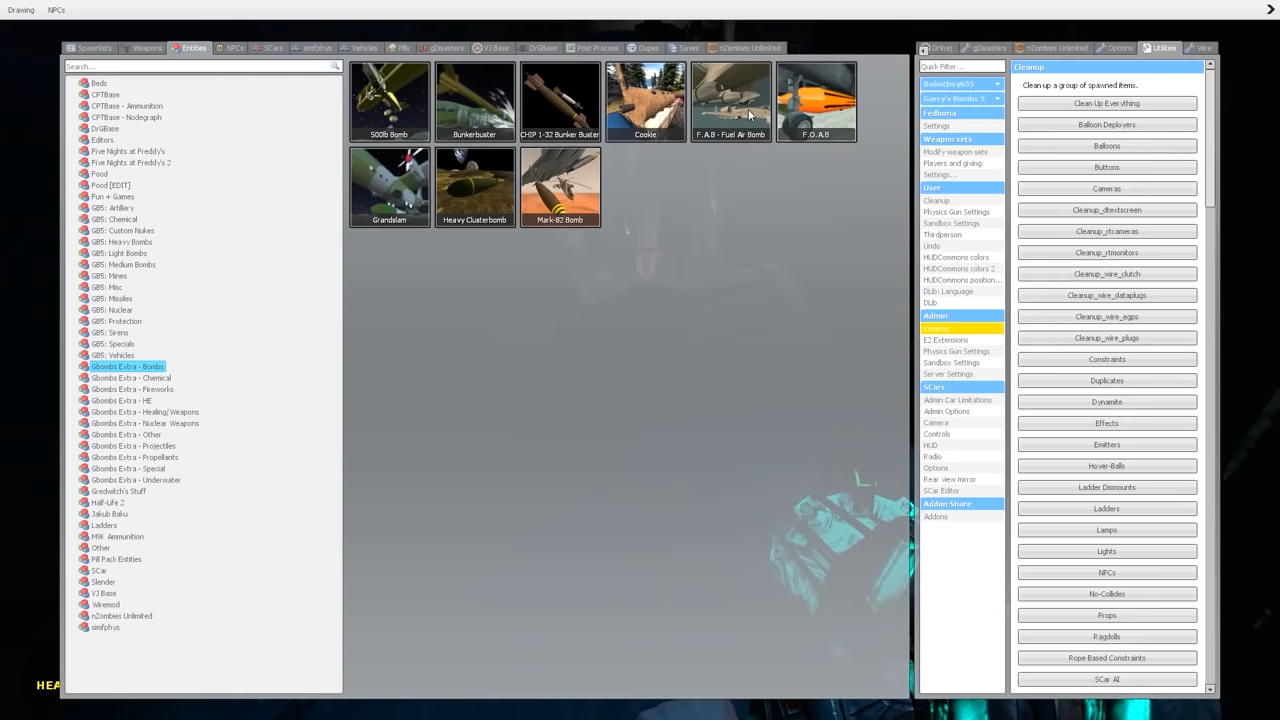 Drawing NPCs
Spawnlists Weapons Entities NPCs SCars simfphys Vehicles Pills gDisasters VJ Base DrGBase Post Process Dupes Saves nZombies Unlimited
Search...
Beds
CPTBase
CPTBase - Ammunition
CPTBase - Nodegraph
DrGBase
Editors
Five Nights at Freddy's
Five Nights at Freddy's 2
Food
Food [EDIT]
Fun + Games
GB5: Artillery
GB5: Chemical
GB5: Custom Nukes
GB5: Heavy Bombs
GB5: Light Bombs
GB5: Medium Bombs
GB5: Mines
GB5: Misc
GB5: Missiles
GB5: Nuclear
GB5: Protection
GB5: Sirens
GB5: Specials
GB5: Vehicles
Gbombs Extra - Bombs
Gbombs Extra - Chemical
Gbombs Extra - Fireworks
Gbombs Extra - HE
Gbombs Extra - Healing/Weapons
Gbombs Extra - Nuclear Weapons
Gbombs Extra - Other
Gbombs Extra - Projectiles
Gbombs Extra - Propellants
Gbombs Extra - Special
Gbombs Extra - Underwater
Gredwitch's Stuff
Half-Life 2
Jakub Baku
Ladders
M9K Ammunition
Other
Pill Pack Entities
SCar
Slender
VJ Base
Wiremod
nZombies Unlimited
simfphys
HEA
500lb Bomb Bunkerbuster CHIP 1-32 Bunker Buster Cookie F.A.B - Fuel Air Bomb F.O.A.B
Grandslam Heavy Clusterbomb Mark-82 Bomb
DrVrej gDisasters nZombies Unlimited Options Utilities Wire
Quick Filter...
Robotboy655
Garry's Bombs 5
Fedhoria
Settings
Weapon sets
Modify weapon sets
Players and giving
Settings...
User
Cleanup
Physics Gun Settings
Sandbox Settings
Thirdperson
Undo
HUDCommons colors
HUDCommons colors 2
HUDCommons position...
DLib: Language
DLib
Admin
Cleanup
E2 Extensions
Physics Gun Settings
Sandbox Settings
Server Settings
SCars
Admin Car Limitations
Admin Options
Camera
Controls
HUD
Radio
Options
Rear view mirror
SCar Editor
Addon Share
Addons
Cleanup
Clean up a group of spawned items.
Clean Up Everything
Balloon Deployers
Balloons
Buttons
Cameras
Cleanup_dtextscreen
Cleanup_rtcameras
Cleanup_rtmonitors
Cleanup_wire_clutch
Cleanup_wire_dataplugs
Cleanup_wire_egps
Cleanup_wire_plugs
Constraints
Duplicates
Dynamite
Effects
Emitters
Hover-Balls
Ladder Dismounts
Ladders
Lamps
Lights
NPCs
No-Collides
Props
Ragdolls
Rope Based Constraints
SCar AI